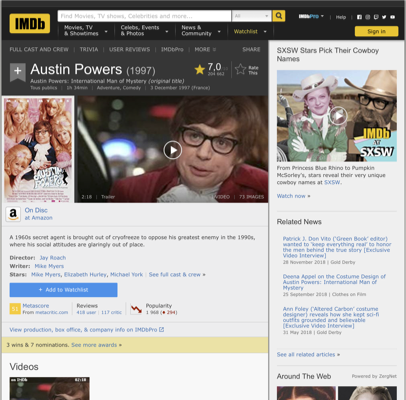 IMDb
Find Movies, TV shows, Celebrities and more...
All
IMDbPro
Help
Movies, TV
& Showtimes
Celebs, Events
& Photos
News &
Community
Watchlist
Sign in
FULL CAST AND CREW | TRIVIA | USER REVIEWS | IMDbPro | MORE
SHARE
Austin Powers (1997)
Austin Powers: International Man of Mystery (original title)
Tous publics | 1h 34min | Adventure, Comedy | 3 December 1997 (France)
7,0
Rate
This
2:18 | Trailer
VIDEO
73 IMAGES
On Disc
at Amazon
A 1960s secret agent is brought out of cryofreeze to oppose his greatest enemy in the 1990s,
where his social attitudes are glaringly out of place.
Director: Jay Roach
Writer: Mike Myers
Stars: Mike Myers, Elizabeth Hurley, Michael York | See full cast & crew »
+ Add to Watchlist
Metascore
From metacritic.com
Reviews
418 user | 117 critic
Popularity
1 968 ( 294)
View production, box office, & company info on IMDbPro
3 wins & 7 nominations. See more awards »
Videos
SXSW Stars Pick Their Cowboy
Names
IMDb
AT
SXSW
From Princess Blue Rhino to Pumpkin
McSorley's, stars reveal their very unique
cowboy names at SXSW.
Watch now »
Related News
Patrick J. Don Vito ('Green Book' editor)
wanted to "keep everything real" to honor
the men behind the true story [Exclusive
Video Interview]
28 November 2018 | Gold Derby
Deena Appel on the Costume Design of
Austin Powers: International Man of
Mystery
25 September 2018 | Clothes on Film
Ann Foley ('Altered Carbon' costume
designer) reveals how she kept sci-fi
outfits grounded and believable
[Exclusive Video Interview]
21 May 2018 | Gold Derby
See all related articles »
Around The Web
Powered by ZergNet